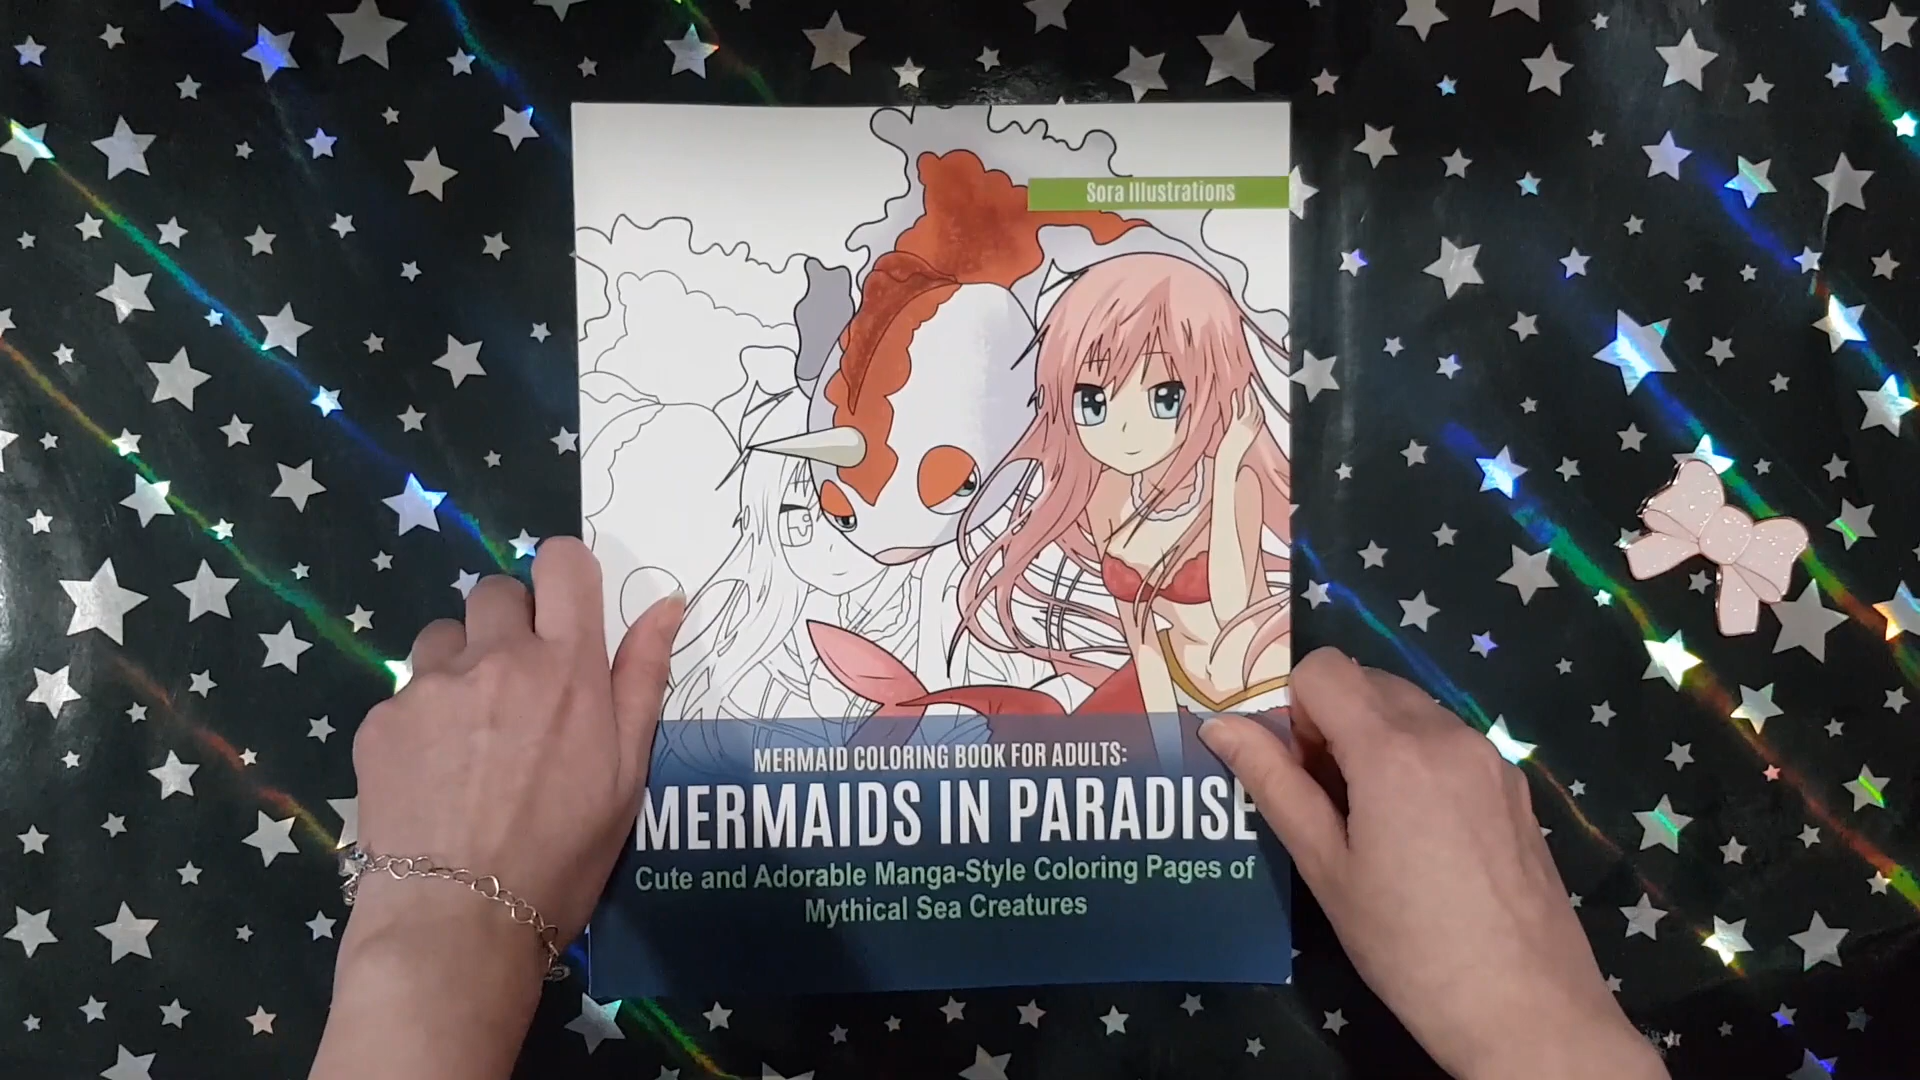 Sora Illustrations
MERMAID COLORING BOOK FOR ADULTS:
MERMAIDS IN PARADISE
Cute and Adorable Manga-Style Coloring Pages of
Mythical Sea Creatures